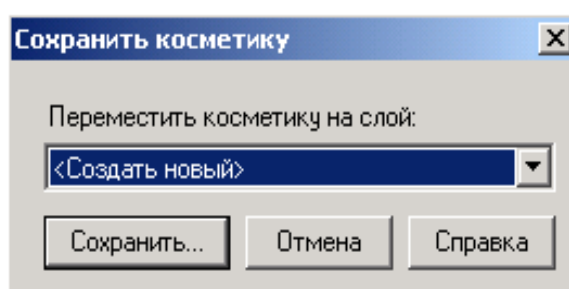 Сохранить косметику
Переместить косметику на слой:
<Создать новый>
Сохранить... Отмена Справка